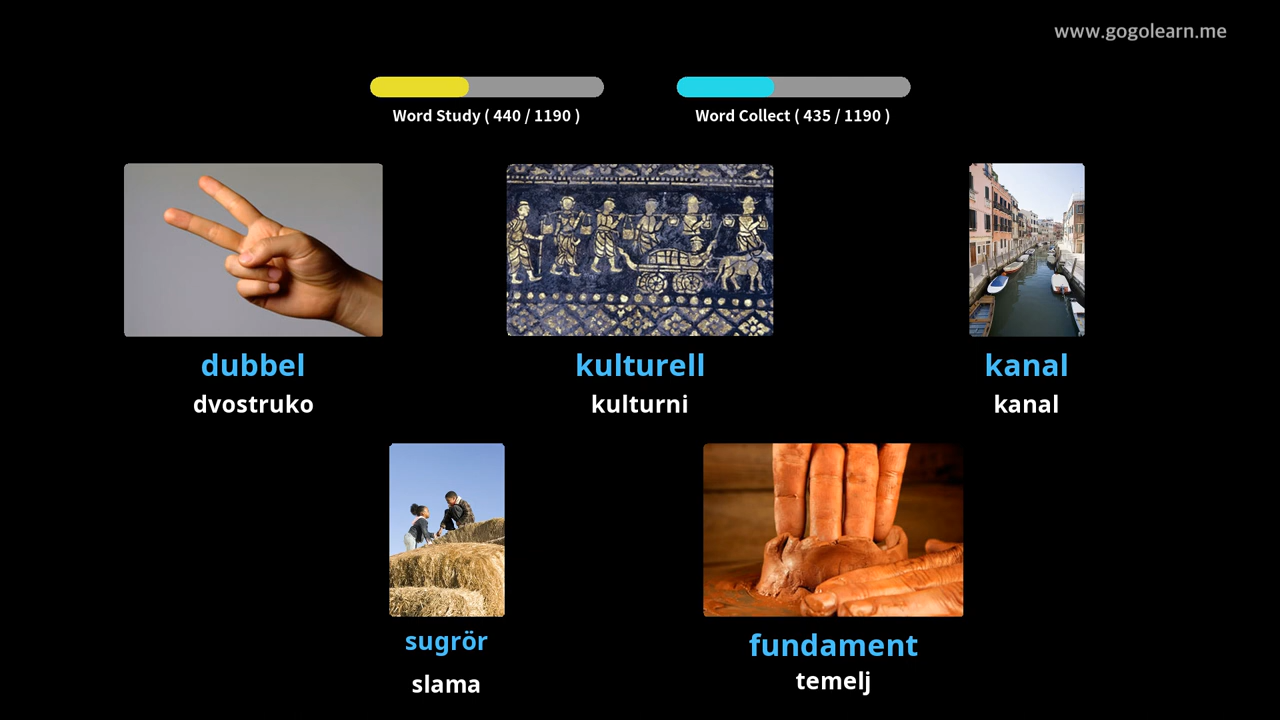 www.gogolearn.me
Word Study ( 440 / 1190 )
Word Collect ( 435 / 1190 )
dubbel
dvostruko
kulturell
kulturni
kanal
kanal
sugrör
slama
fundament
temelj